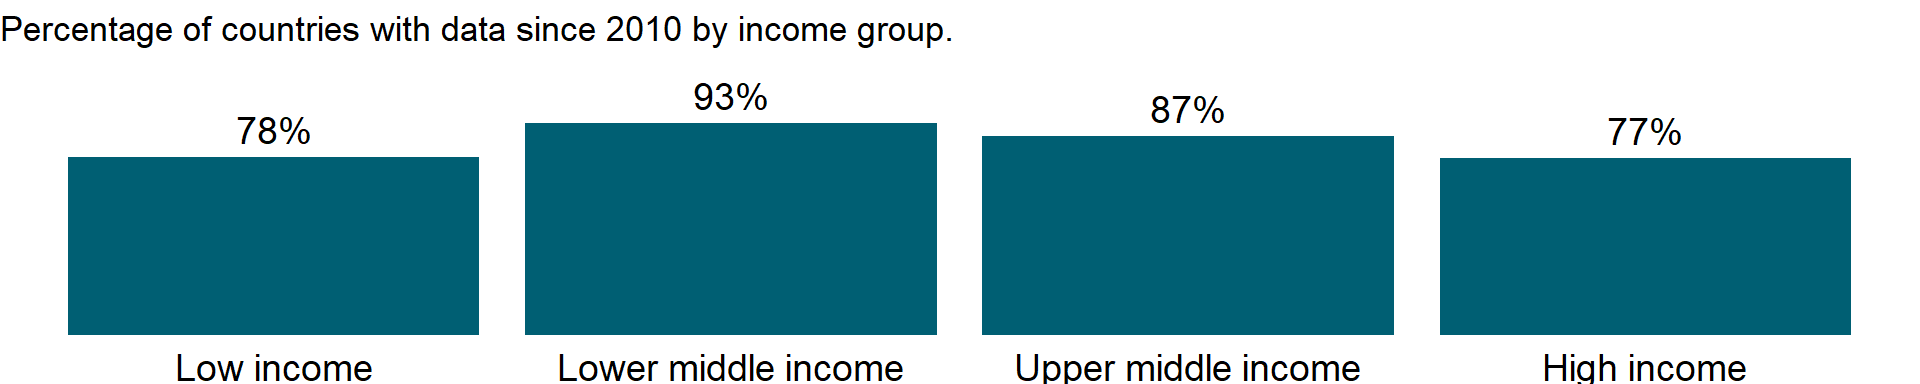 Percentage of countries with data since 2010 by income group.
78%
93%
87%
77%
Low income
Lower middle income
Upper middle income
High income